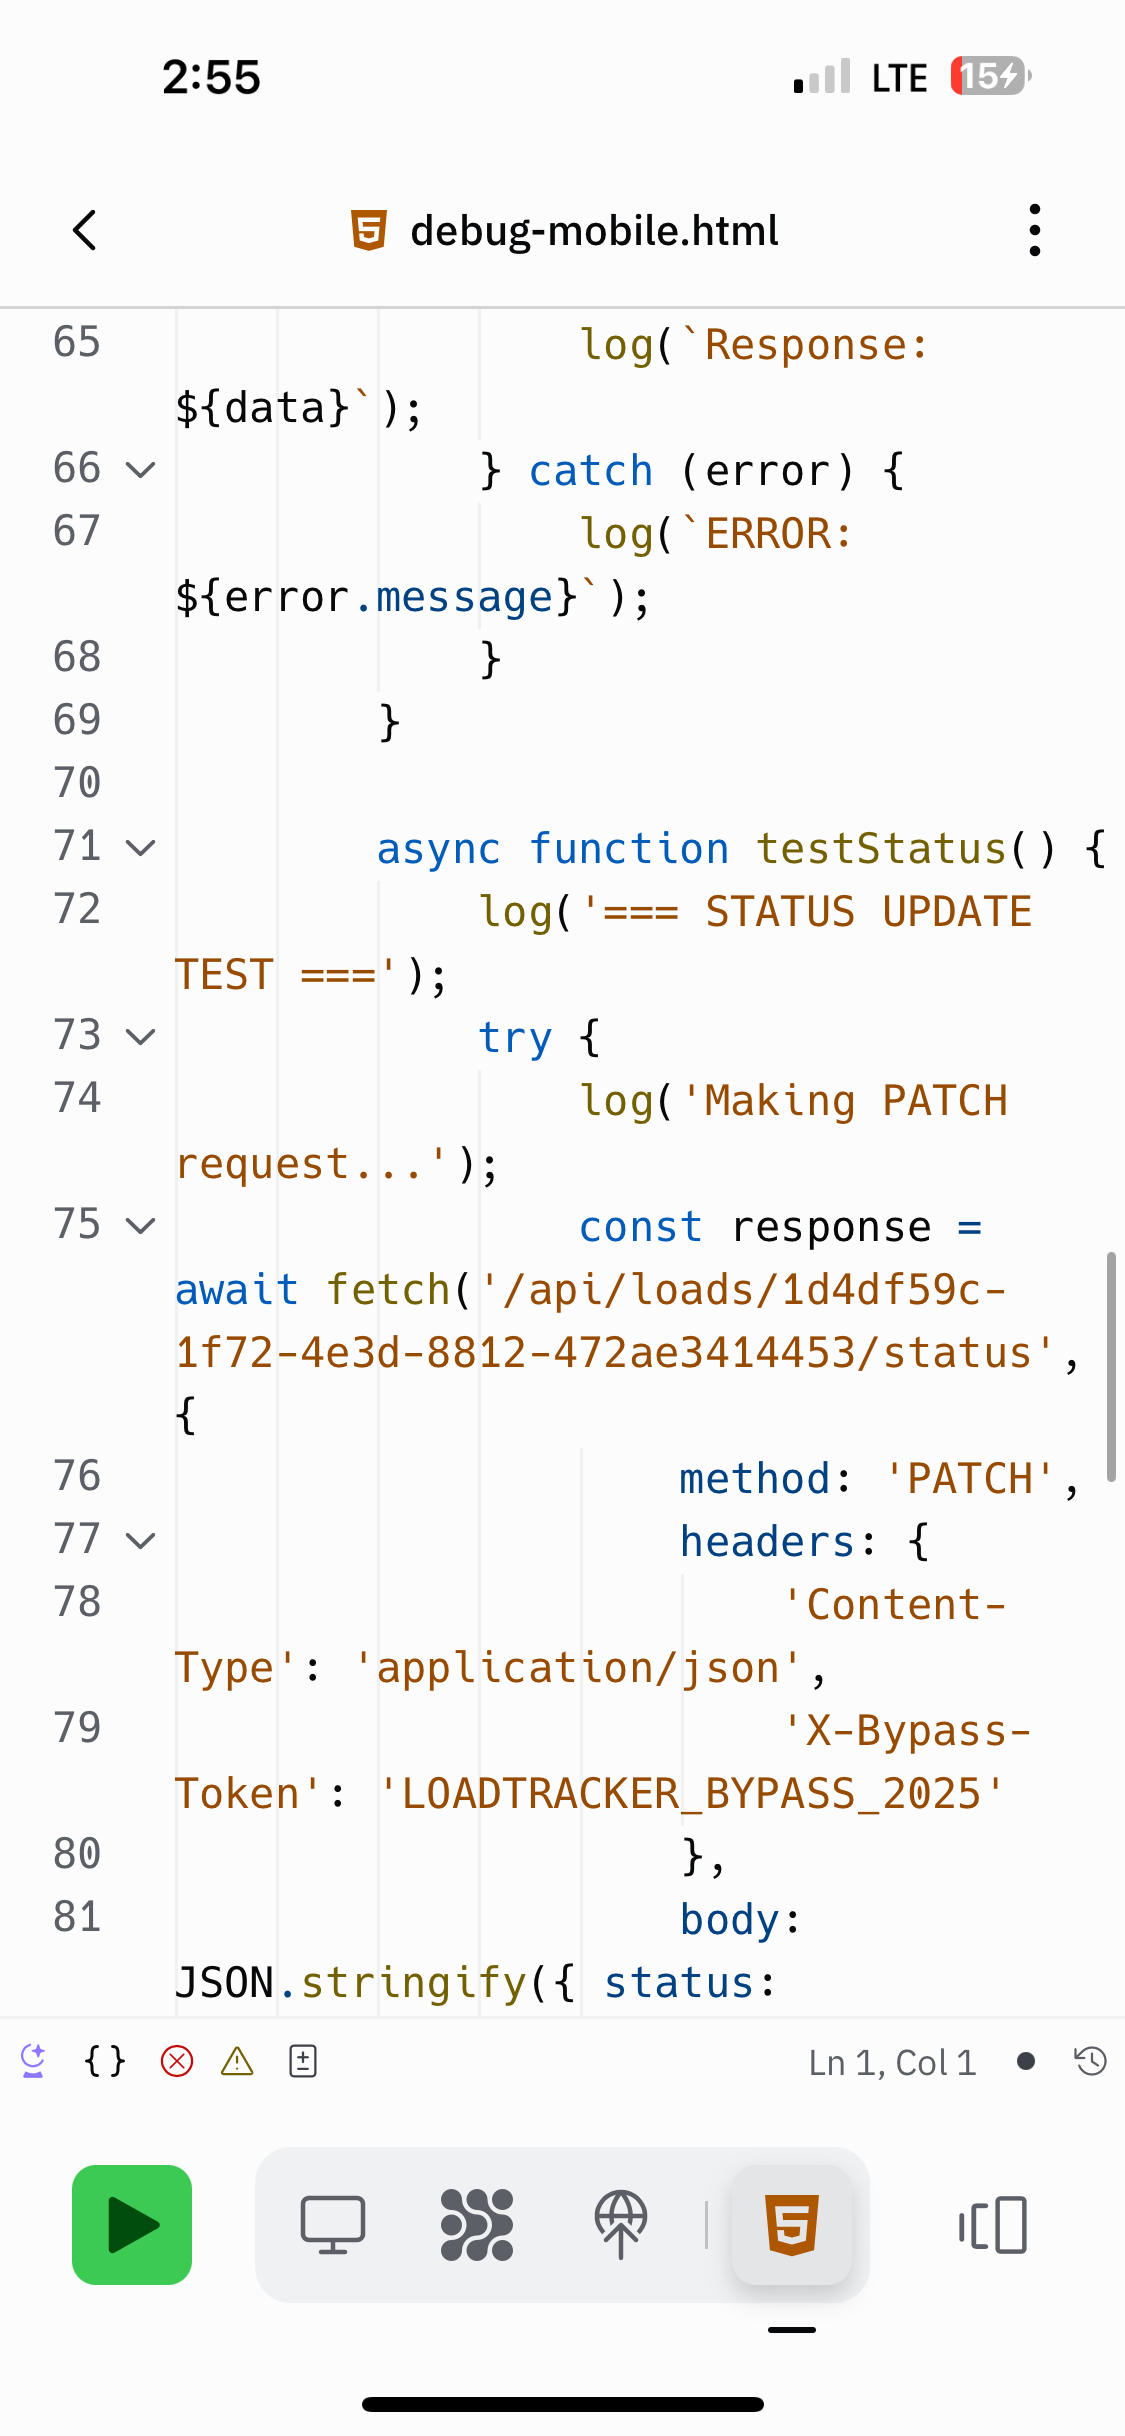 2:55
LTE
15
debug-mobile.html
65 log(`Response:
${data}`);
66 } catch (error) {
67 log(`ERROR:
${error.message}`);
68 }
69 }
70
71 async function testStatus() {
72 log('=== STATUS UPDATE
TEST ===');
73 try {
74 log('Making PATCH
request...');
75 const response =
await fetch('/api/loads/1d4df59c-
1f72-4e3d-8812-472ae3414453/status',
{
76 method: 'PATCH',
77 headers: {
78 'Content-
Type': 'application/json',
79 'X-Bypass-
Token': 'LOADTRACKER_BYPASS_2025'
80 },
81 body:
JSON.stringify({ status:
{}
Ln 1, Col 1